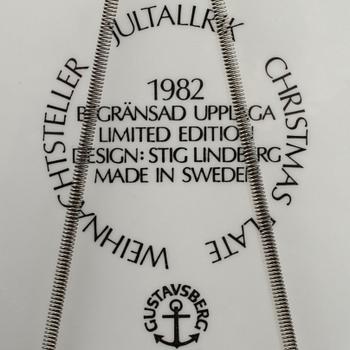 JULTALLRIK
CHRISTMAS PLATE
WEIHNACHTSTELLER
1982
BEGRÄNSAD UPPLAGA
LIMITED EDITION
DESIGN: STIG LINDBERG
MADE IN SWEDEN
GUSTAVSBERG